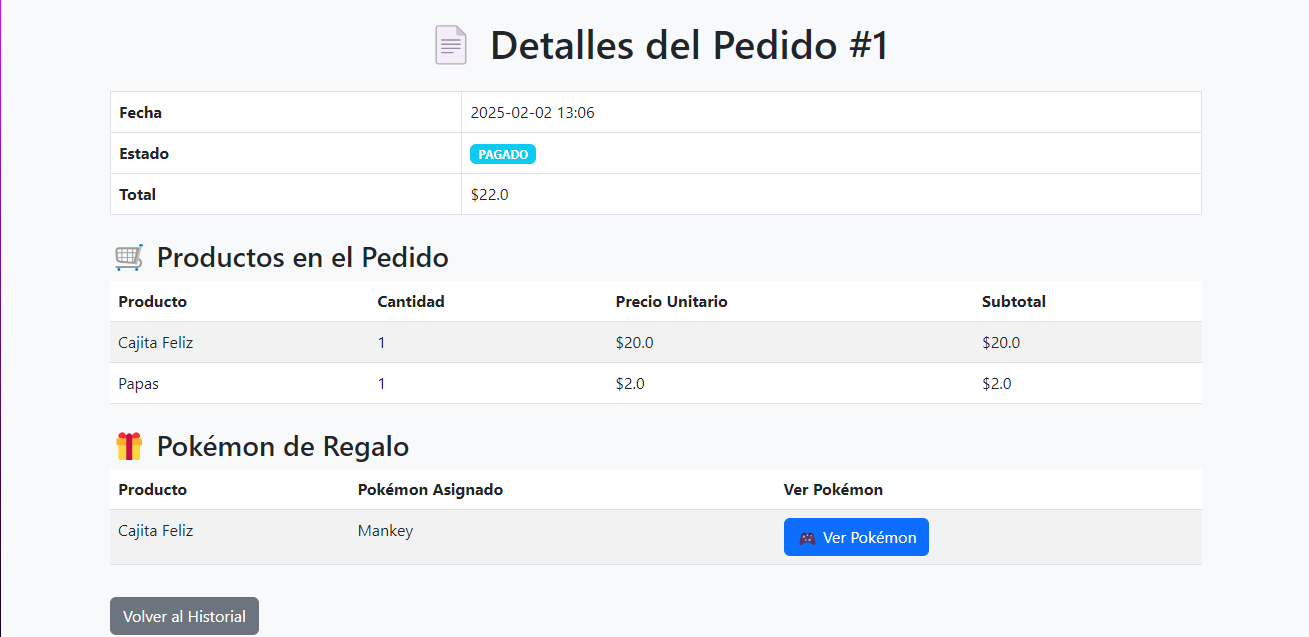 Detalles del Pedido #1
Fecha 2025-02-02 13:06
Estado PAGADO
Total $22.0
Productos en el Pedido
Producto Cantidad Precio Unitario Subtotal
Cajita Feliz 1 $20.0 $20.0
Papas 1 $2.0 $2.0
Pokémon de Regalo
Producto Pokémon Asignado Ver Pokémon
Cajita Feliz Mankey Ver Pokémon
Volver al Historial